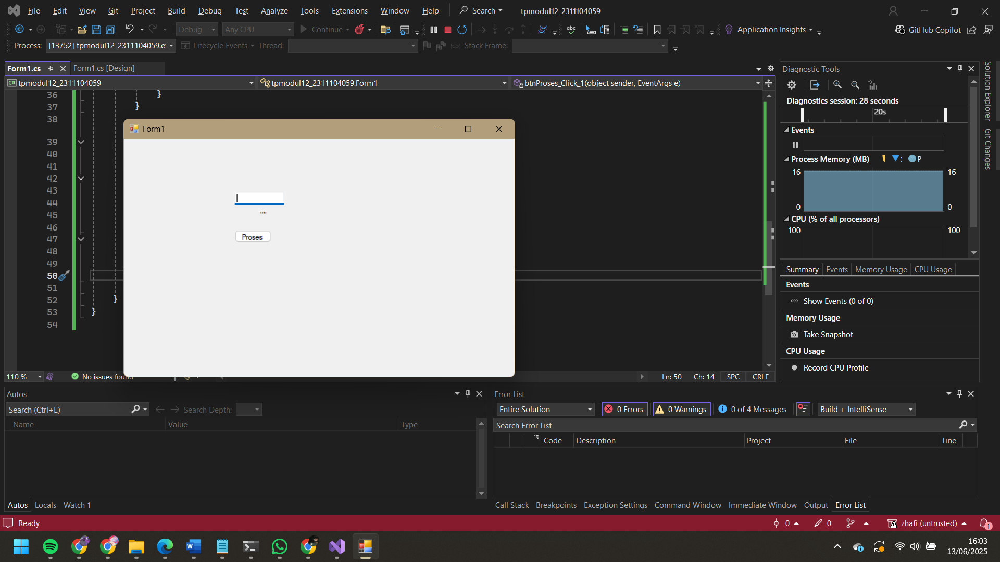 File Edit View Git Project Build Debug Test Analyze Tools Extensions Window Help Search tpmodul12_2311104059
Debug Any CPU Continue Application Insights GitHub Copilot
Process: [13752] tpmodul12_2311104059.e Lifecycle Events Thread: Stack Frame:
Form1.cs Form1.cs [Design]
C# tpmodul12_2311104059 tpmodul12_2311104059.Form1 btnProses_Click_1(object sender, EventArgs e)
36 }
37 }
38
39
40
41
42
43
44
45
46
47
48
49
50
51
52 }
53 }
54
Form1
""
Proses
110 % No issues found Ln: 50 Ch: 14 SPC CRLF
Diagnostic Tools
Diagnostics session: 28 seconds
20s
Events
Process Memory (MB) P
16 16
0 0
CPU (% of all processors)
100 100
Summary Events Memory Usage CPU Usage
Events
Show Events (0 of 0)
Memory Usage
Take Snapshot
CPU Usage
Record CPU Profile
Solution Explorer
Git Changes
Autos
Search (Ctrl+E) Search Depth:
Name Value Type
Autos Locals Watch 1
Error List
Entire Solution 0 Errors 0 Warnings 0 of 4 Messages Build + IntelliSense
Search Error List
Code Description Project File Line
Call Stack Breakpoints Exception Settings Command Window Immediate Window Output Error List
Ready 0 0 zhafi (untrusted) 1
16:03
13/06/2025